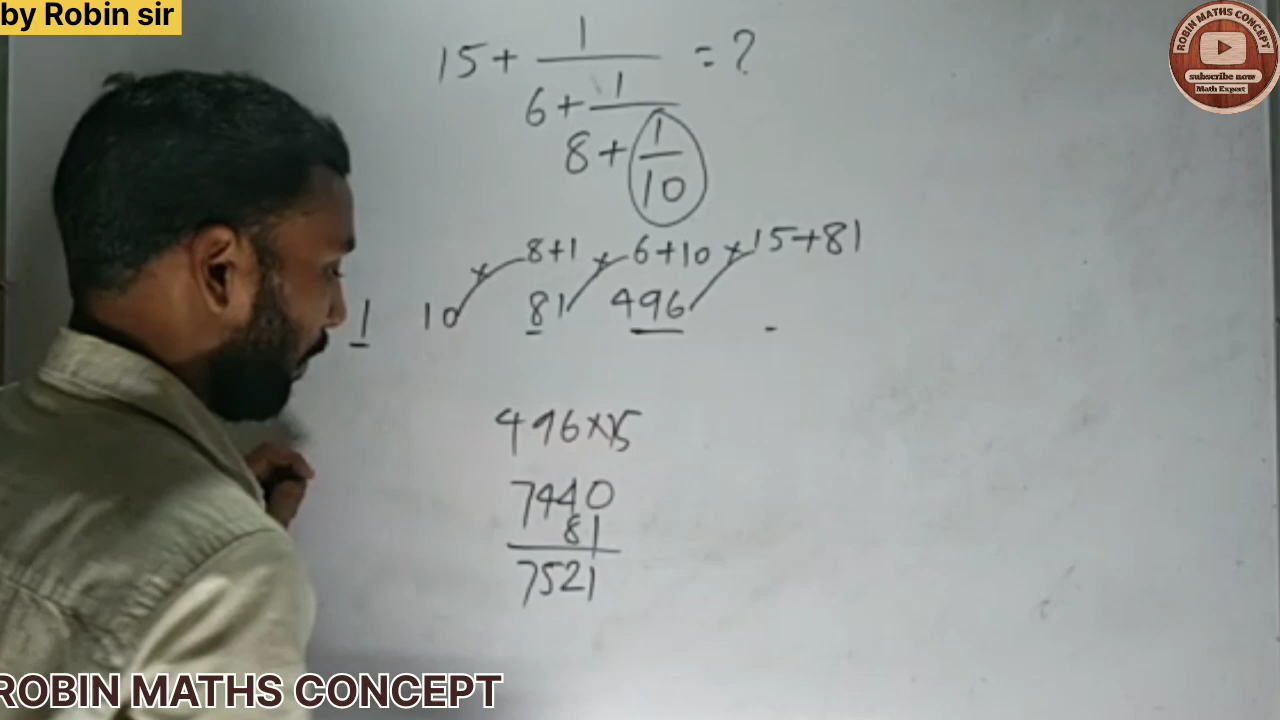 by Robin sir
ROBIN MATHS CONCEPT
subscribe now
Math Expert
15 + 1 = ?
6 + 1
8 + 1
10
8+1 × 6+10 × 15+81
1 10 × 81 496 -
496×15
7440
81
7521
ROBIN MATHS CONCEPT